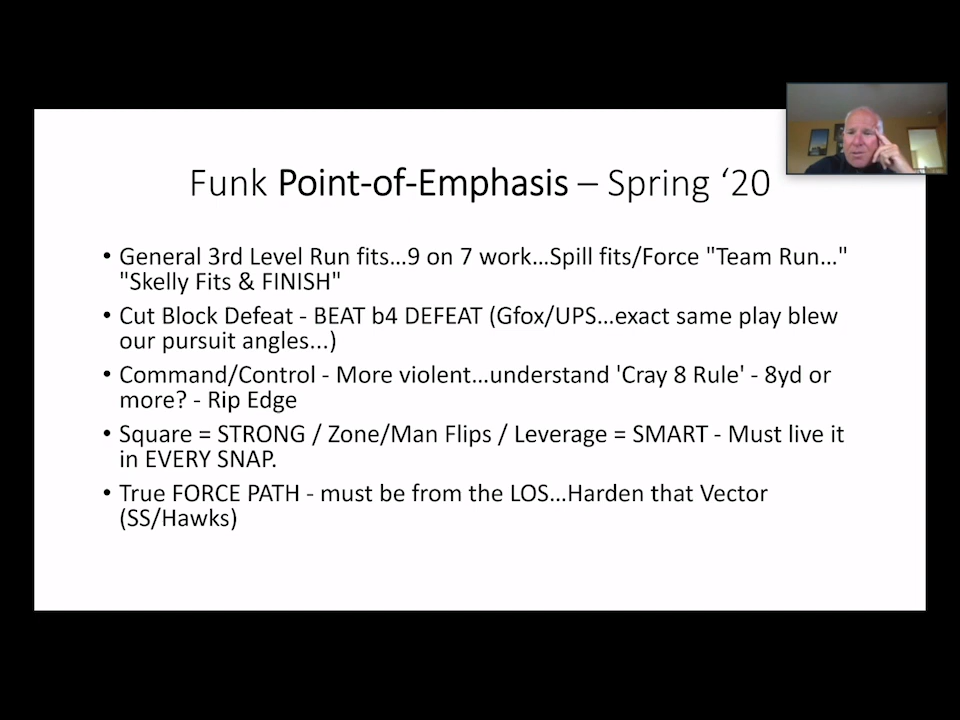 Funk Point-of-Emphasis – Spring ‘20
• General 3rd Level Run fits...9 on 7 work...Spill fits/Force "Team Run..."
"Skelly Fits & FINISH"
• Cut Block Defeat - BEAT b4 DEFEAT (Gfox/UPS...exact same play blew
our pursuit angles...)
• Command/Control - More violent...understand 'Cray 8 Rule' - 8yd or
more? - Rip Edge
• Square = STRONG / Zone/Man Flips / Leverage = SMART - Must live it
in EVERY SNAP.
• True FORCE PATH - must be from the LOS...Harden that Vector
(SS/Hawks)